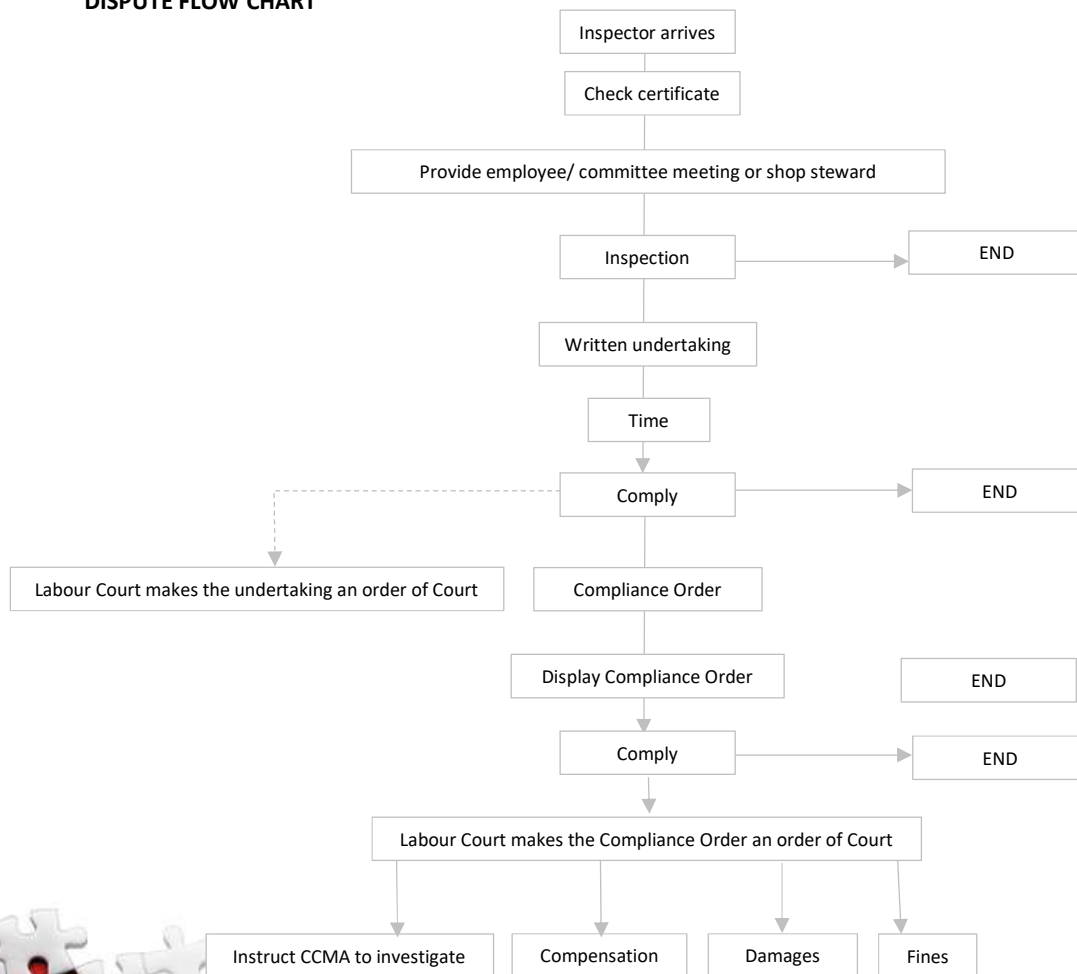 DISPUTE FLOW CHART
Inspector arrives
Check certificate
Provide employee/ committee meeting or shop steward
Inspection
END
Written undertaking
Time
Comply
END
Labour Court makes the undertaking an order of Court
Compliance Order
Display Compliance Order
END
Comply
END
Labour Court makes the Compliance Order an order of Court
Instruct CCMA to investigate
Compensation
Damages
Fines